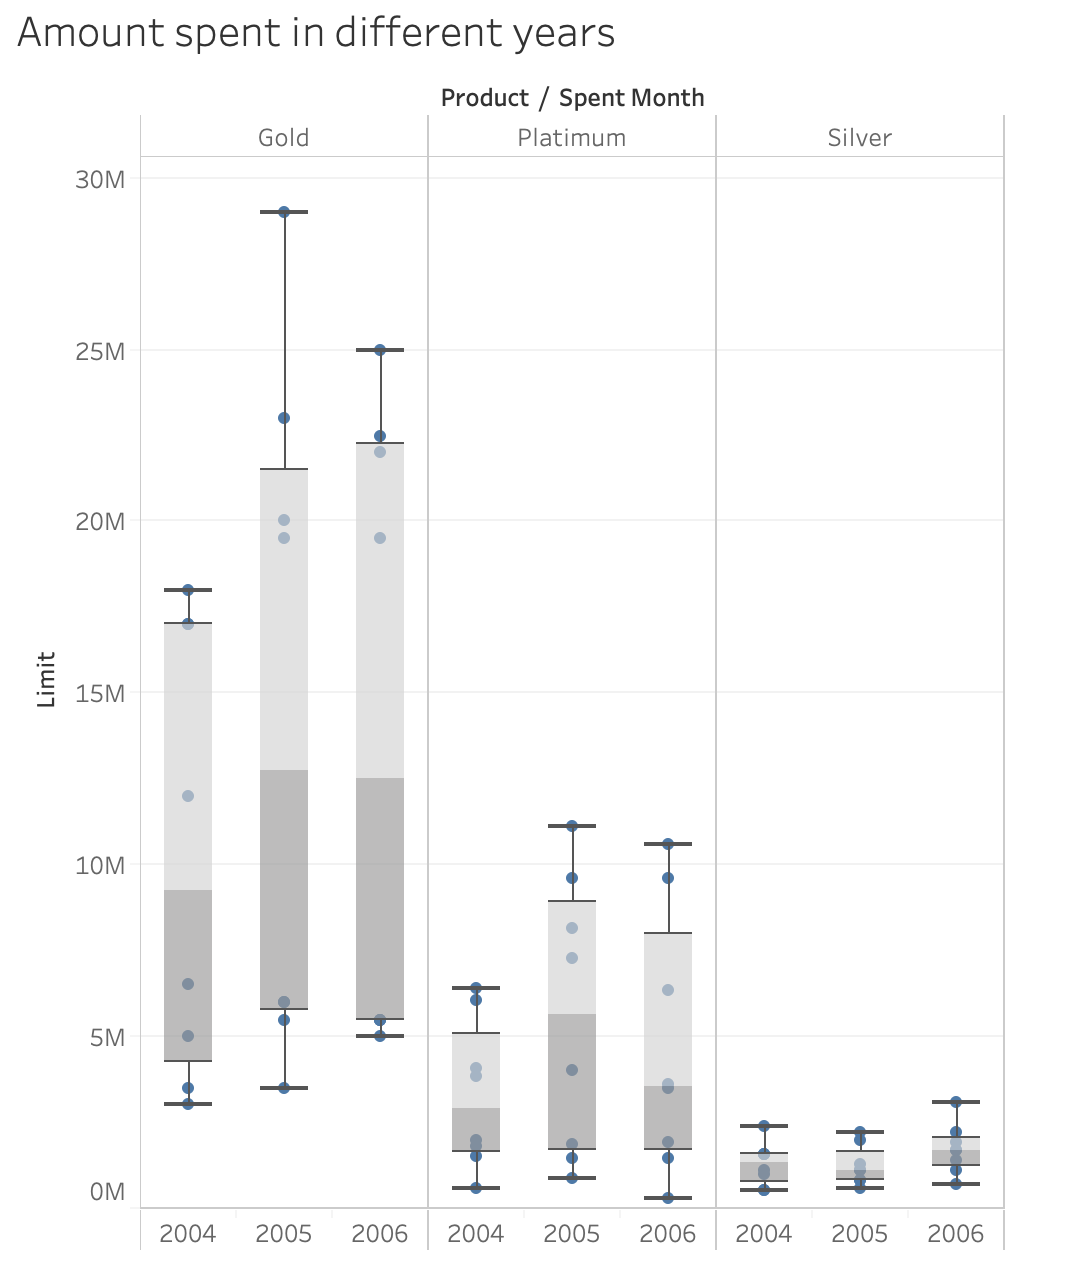 Amount spent in different years
Product / Spent Month
Gold Platimum Silver
30M
25M
20M
15M
10M
5M
0M
Limit
2004 2005 2006 2004 2005 2006 2004 2005 2006